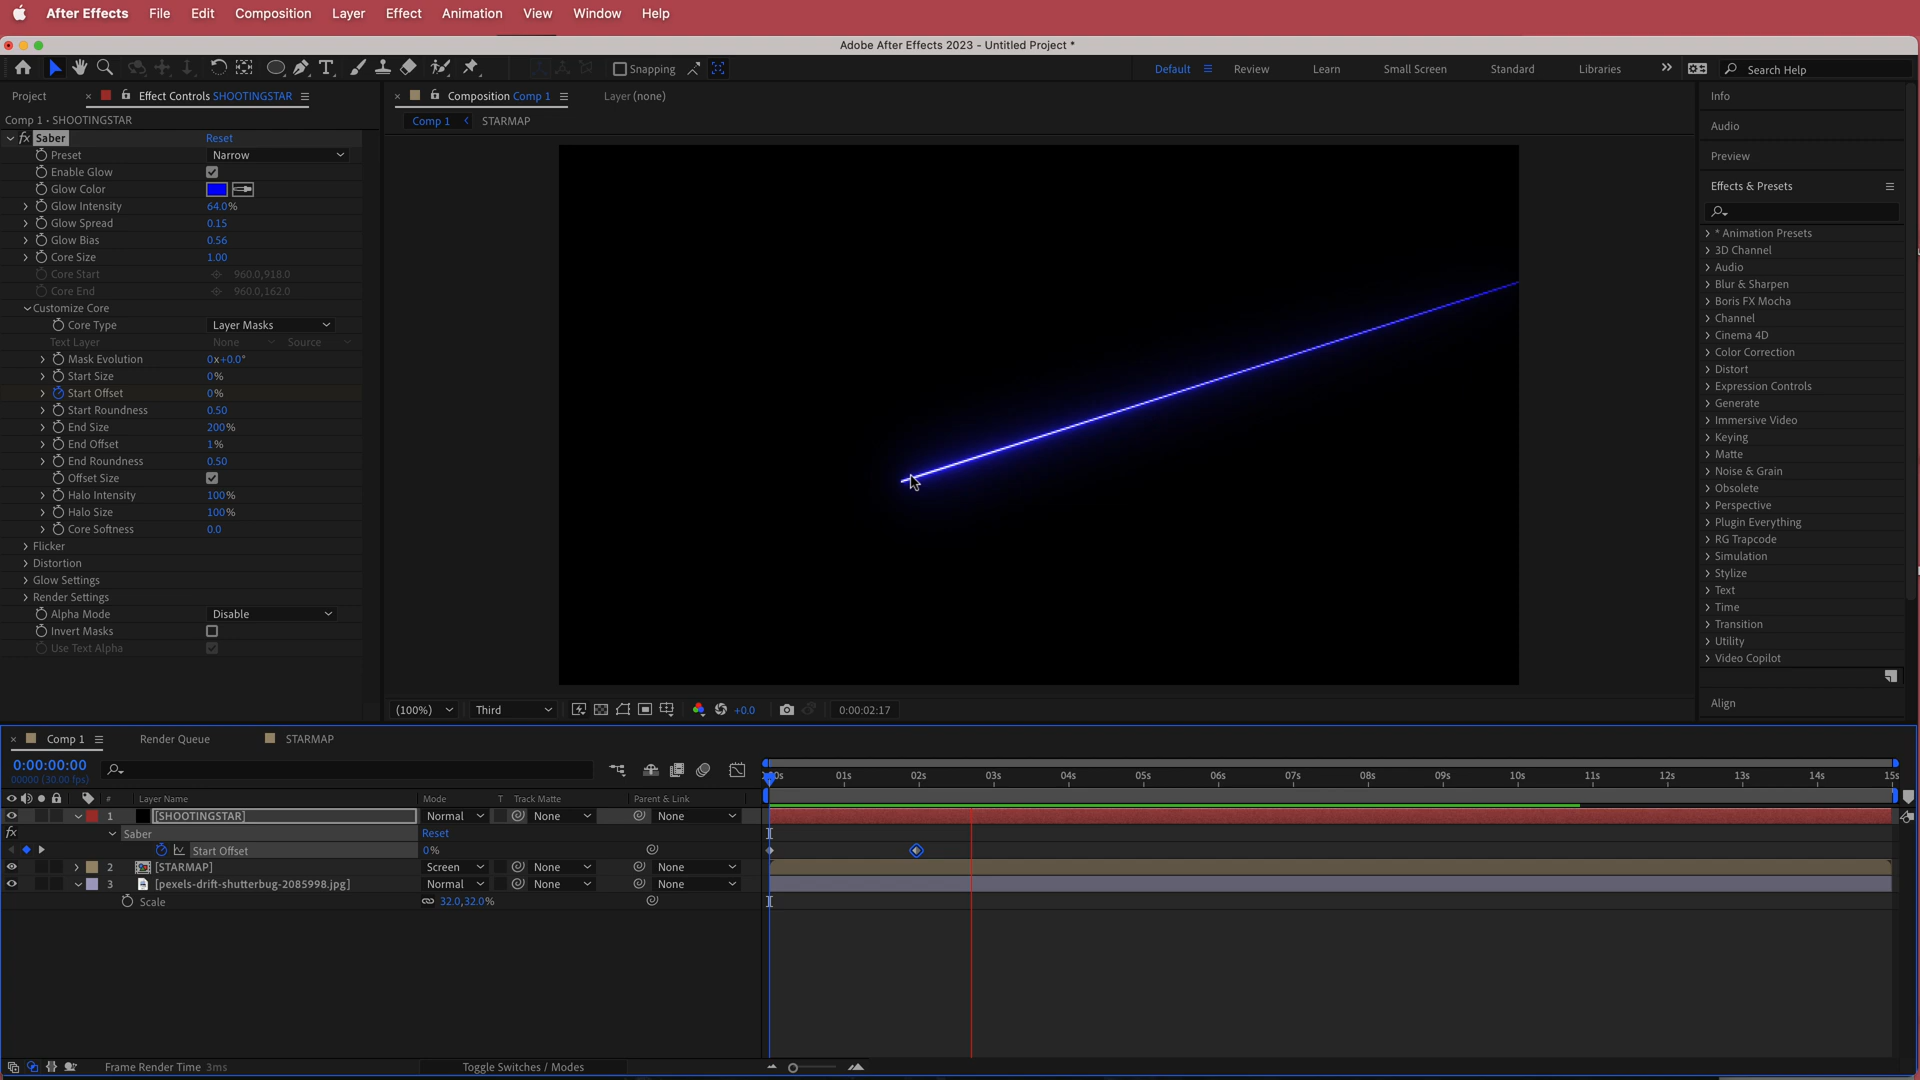 After Effects File Edit Composition Layer Effect Animation View Window Help
Adobe After Effects 2023 - Untitled Project *
Snapping Default Review Learn Small Screen Standard Libraries Search Help
Project Effect Controls SHOOTINGSTAR
Composition Comp 1 Layer (none)
Comp 1 • SHOOTINGSTAR
Comp 1 STARMAP
fx Saber Reset
Preset Narrow
Enable Glow
Glow Color
Glow Intensity 64.0%
Glow Spread 0.15
Glow Bias 0.56
Core Size 1.00
Core Start 960.0,918.0
Core End 960.0,162.0
Customize Core
Core Type Layer Masks
Text Layer None Source
Mask Evolution 0x+0.0°
Start Size 0%
Start Offset 0%
Start Roundness 0.50
End Size 200%
End Offset 1%
End Roundness 0.50
Offset Size
Halo Intensity 100%
Halo Size 100%
Core Softness 0.0
Flicker
Distortion
Glow Settings
Render Settings
Alpha Mode Disable
Invert Masks
Use Text Alpha
(100%) Third +0.0 0:00:02:17
Info
Audio
Preview
Effects & Presets
* Animation Presets
3D Channel
Audio
Blur & Sharpen
Boris FX Mocha
Channel
Cinema 4D
Color Correction
Distort
Expression Controls
Generate
Immersive Video
Keying
Matte
Noise & Grain
Obsolete
Perspective
Plugin Everything
RG Trapcode
Simulation
Stylize
Text
Time
Transition
Utility
Video Copilot
Align
Comp 1 Render Queue STARMAP
0:00:00:00
00000 (30.00 fps)
00s 01s 02s 03s 04s 05s 06s 07s 08s 09s 10s 11s 12s 13s 14s 15s
# Layer Name Mode T Track Matte Parent & Link
1 [SHOOTINGSTAR] Normal None None
fx Saber Reset
Start Offset 0%
2 [STARMAP] Screen None None
3 [pexels-drift-shutterbug-2085998.jpg] Normal None None
Scale 32.0,32.0%
Frame Render Time 3ms Toggle Switches / Modes